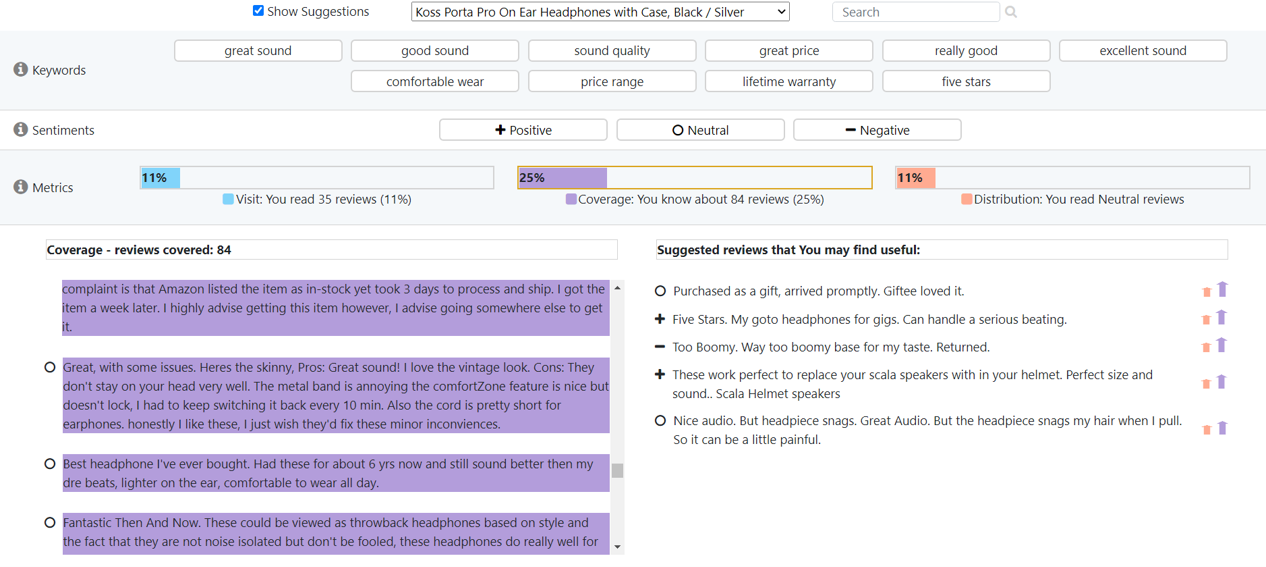 Show Suggestions
Koss Porta Pro On Ear Headphones with Case, Black / Silver
Search
Keywords
great sound
good sound
sound quality
great price
really good
excellent sound
comfortable wear
price range
lifetime warranty
five stars
Sentiments
Positive
Neutral
Negative
Metrics
11%
Visit: You read 35 reviews (11%)
25%
Coverage: You know about 84 reviews (25%)
11%
Distribution: You read Neutral reviews
Coverage - reviews covered: 84
complaint is that Amazon listed the item as in-stock yet took 3 days to process and ship. I got the
item a week later. I highly advise getting this item however, I advise going somewhere else to get
it.
Great, with some issues. Heres the skinny, Pros: Great sound! I love the vintage look. Cons: They
don't stay on your head very well. The metal band is annoying the comfortZone feature is nice but
doesn't lock, I had to keep switching it back every 10 min. Also the cord is pretty short for
earphones. honestly I like these, I just wish they'd fix these minor inconviences.
Best headphone I've ever bought. Had these for about 6 yrs now and still sound better then my
dre beats, lighter on the ear, comfortable to wear all day.
Fantastic Then And Now. These could be viewed as throwback headphones based on style and
the fact that they are not noise isolated but don't be fooled, these headphones do really well for
Suggested reviews that You may find useful:
Purchased as a gift, arrived promptly. Giftee loved it.
Five Stars. My goto headphones for gigs. Can handle a serious beating.
Too Boomy. Way too boomy base for my taste. Returned.
These work perfect to replace your scala speakers with in your helmet. Perfect size and
sound.. Scala Helmet speakers
Nice audio. But headpiece snags. Great Audio. But the headpiece snags my hair when I pull.
So it can be a little painful.